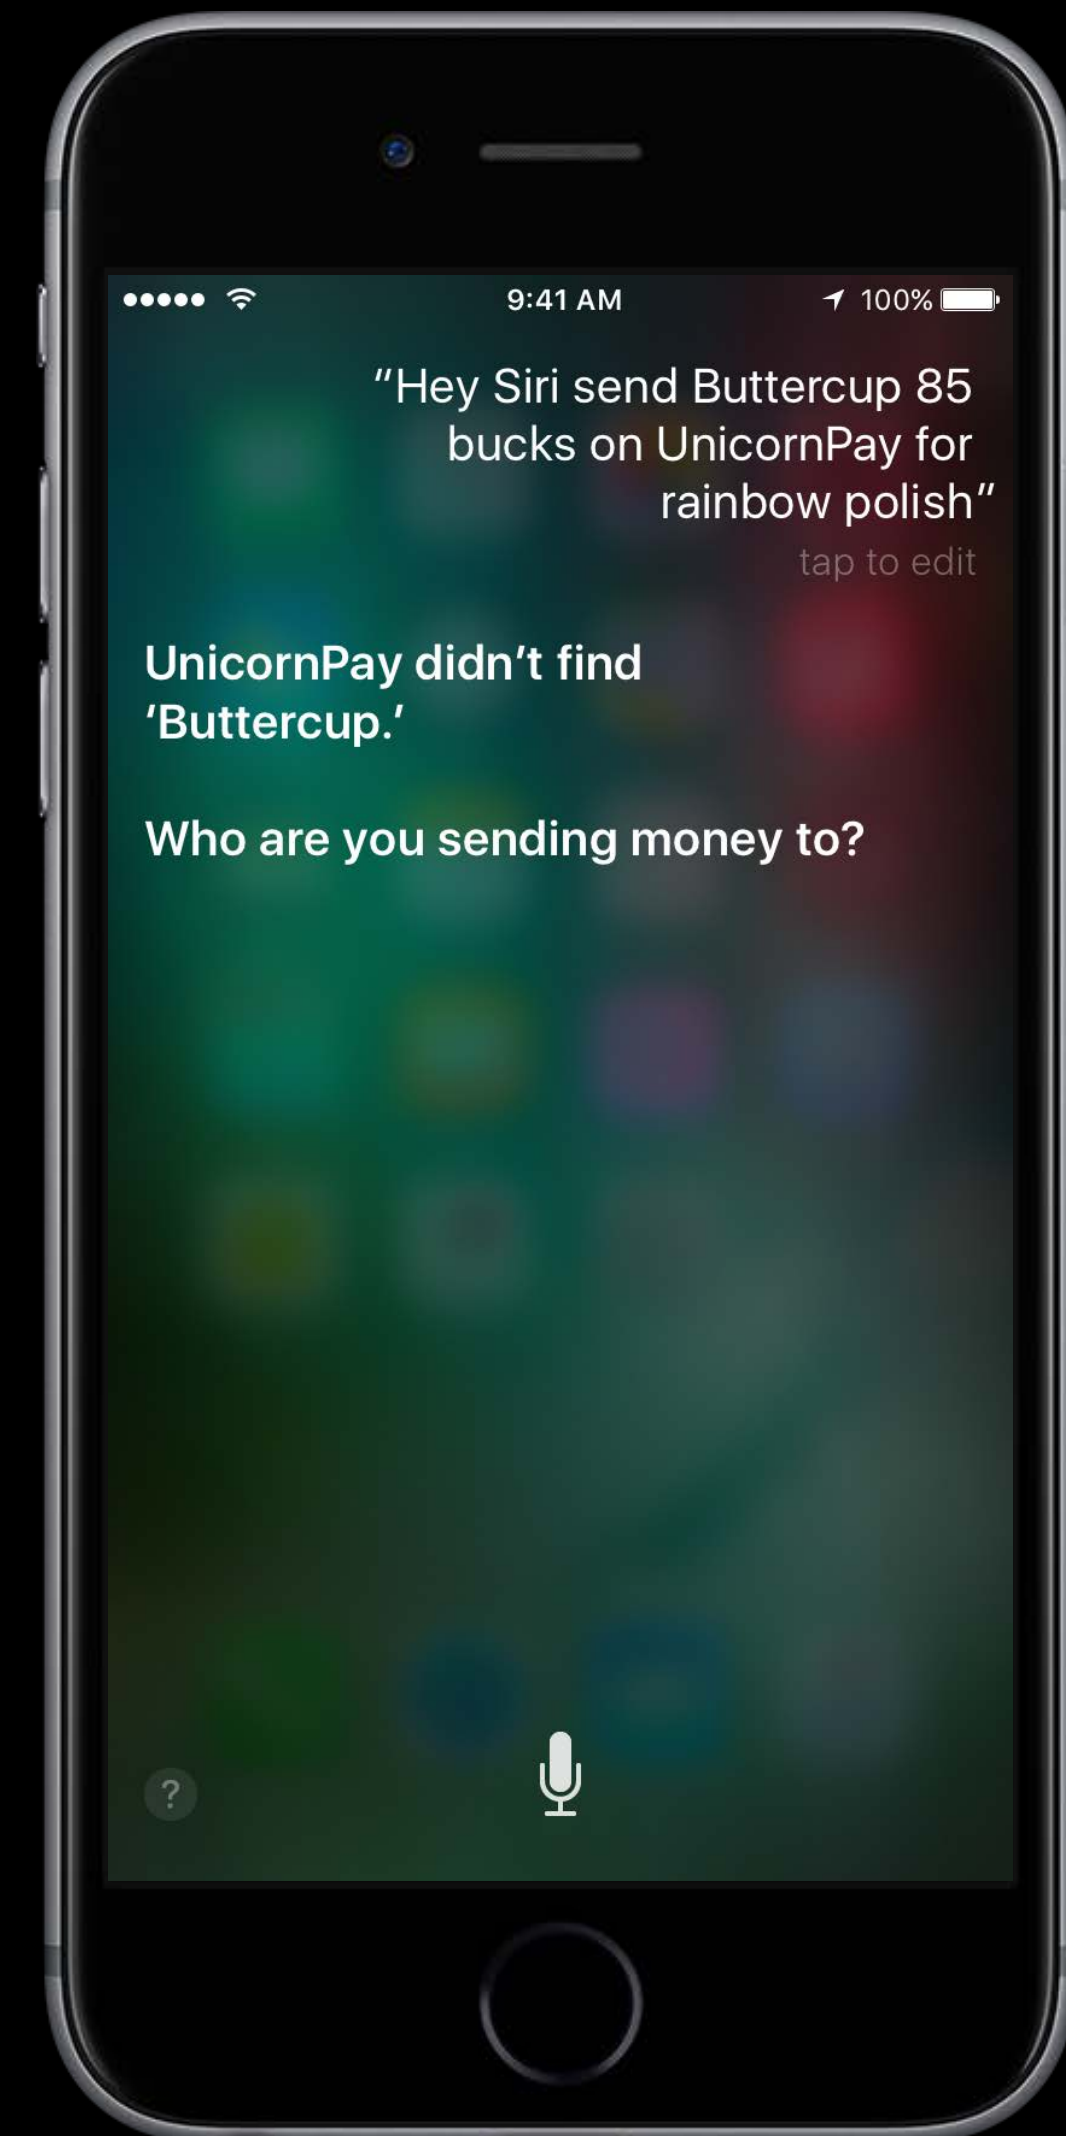 9:41 AM
100%
“Hey Siri send Buttercup 85
bucks on UnicornPay for
rainbow polish”
tap to edit
UnicornPay didn’t find
‘Buttercup.’
Who are you sending money to?
?